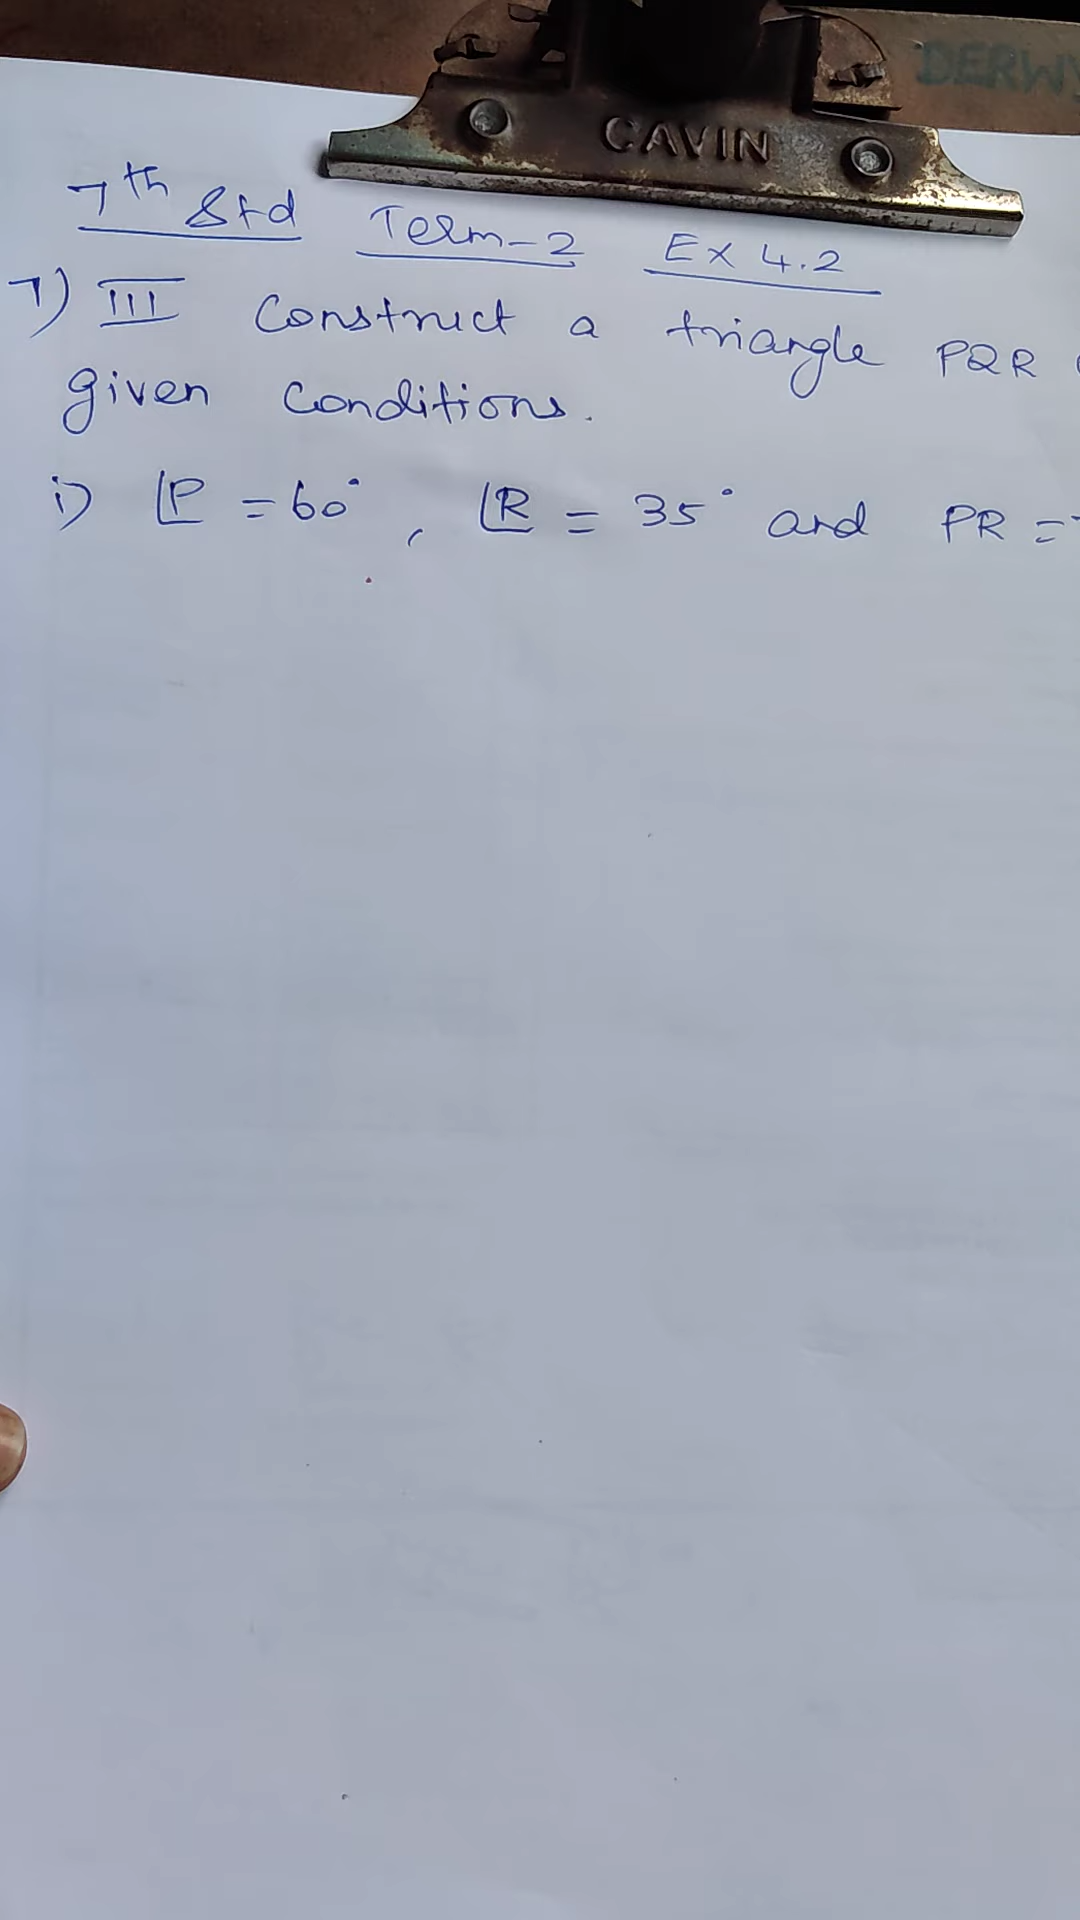 CAVIN
DERWY
7th Std Term-2 Ex 4.2
7) III Construct a triangle PQR
given conditions.
i) ∠P = 60°, ∠R = 35° and PR =